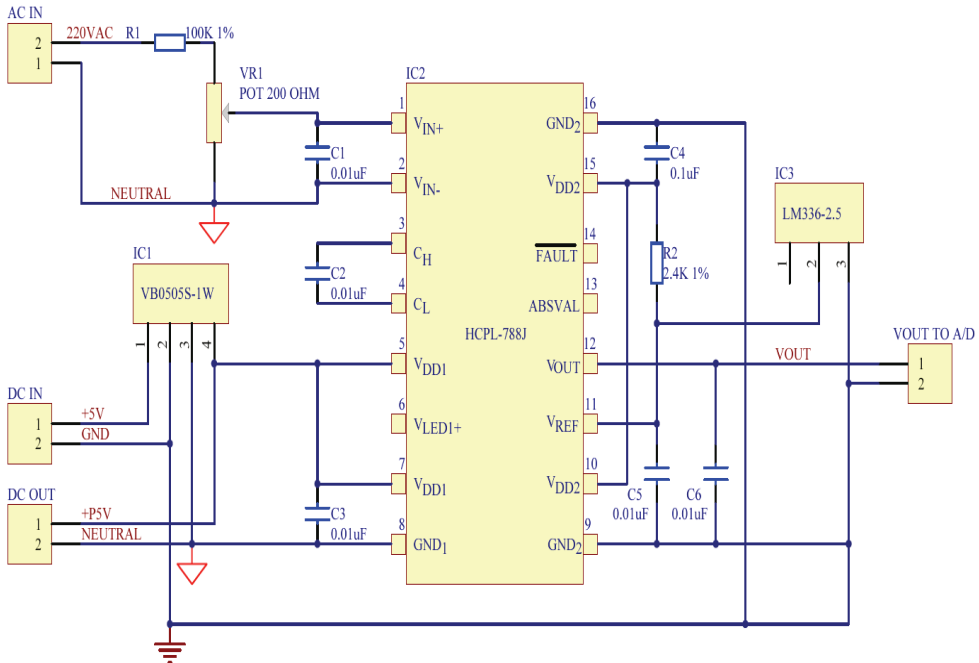 AC IN
2
1
220VAC
R1
100K 1%
VR1
POT 200 OHM
NEUTRAL
C1
0.01uF
C2
0.01uF
IC1
VB0505S-1W
1
2
3
4
DC IN
1
2
+5V
GND
DC OUT
1
2
+P5V
NEUTRAL
C3
0.01uF
IC2
HCPL-788J
1
VIN+
2
VIN-
3
CH
4
CL
5
VDD1
6
VLED1+
7
VDD1
8
GND1
16
GND2
15
VDD2
14
FAULT
13
ABSVAL
12
VOUT
11
VREF
10
VDD2
9
GND2
C4
0.1uF
R2
2.4K 1%
C5
0.01uF
C6
0.01uF
IC3
LM336-2.5
1
2
3
VOUT
VOUT TO A/D
1
2